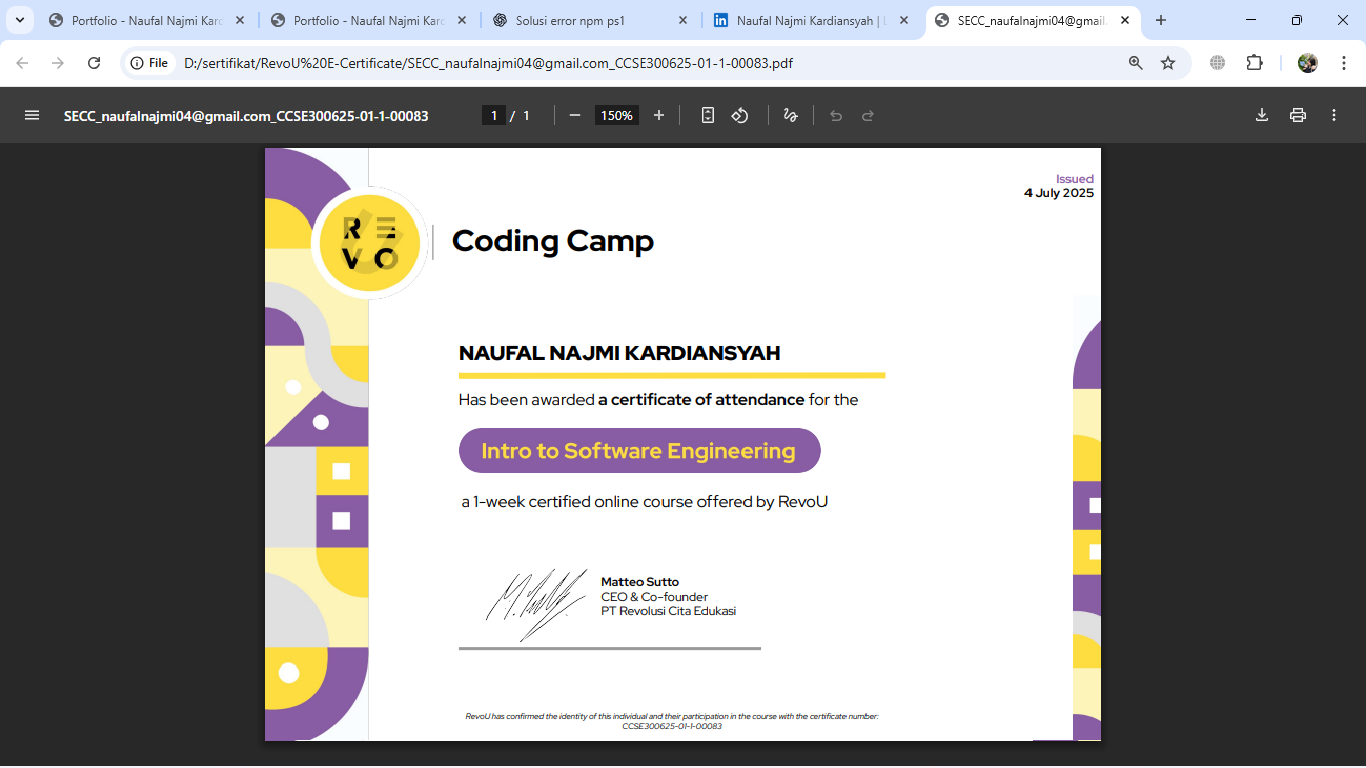 Portfolio - Naufal Najmi Kar
Portfolio - Naufal Najmi Kar
Solusi error npm ps1
Naufal Najmi Kardiansyah |
SECC_naufalnajmi04@gmail.
File
D:/sertifikat/RevoU%20E-Certificate/SECC_naufalnajmi04@gmail.com_CCSE300625-01-1-00083.pdf
SECC_naufalnajmi04@gmail.com_CCSE300625-01-1-00083
1 / 1
150%
Issued
4 July 2025
RE
VO
Coding Camp
NAUFAL NAJMI KARDIANSYAH
Has been awarded a certificate of attendance for the
Intro to Software Engineering
a 1-week certified online course offered by RevoU
Matteo Sutto
CEO & Co-founder
PT Revolusi Cita Edukasi
RevoU has confirmed the identity of this individual and their participation in the course with the certificate number:
CCSE300625-01-1-00083